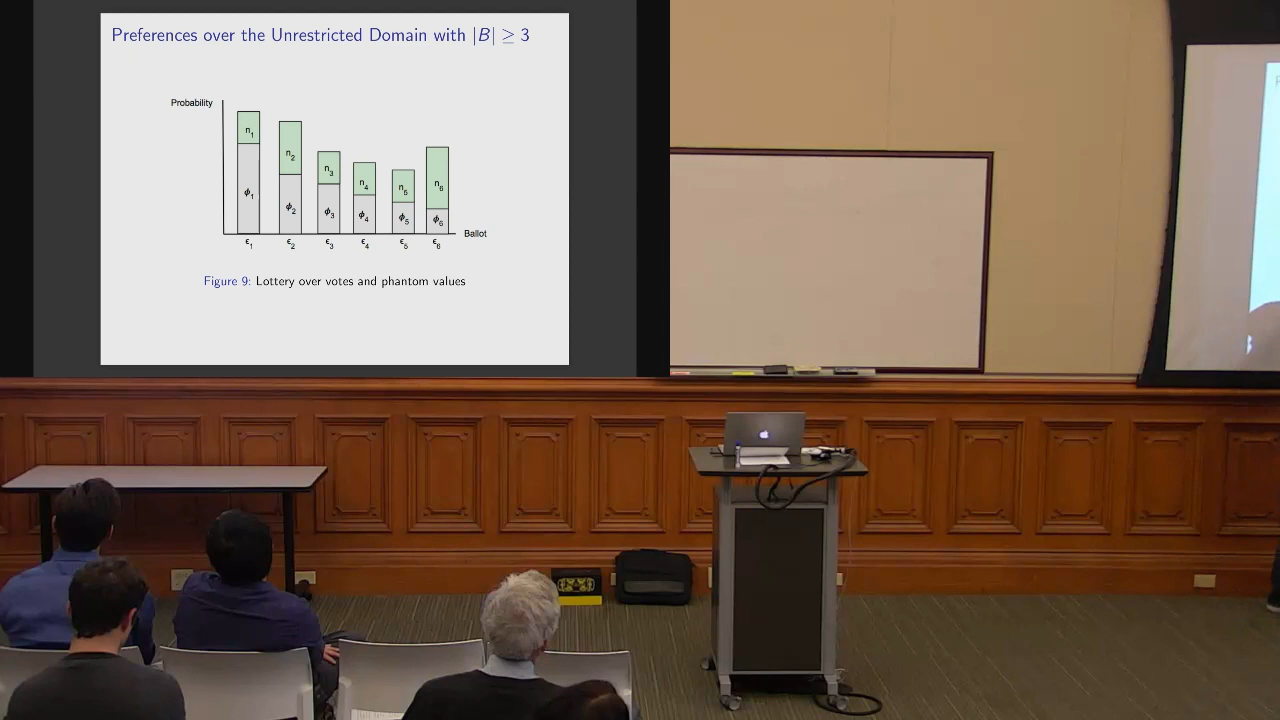 Preferences over the Unrestricted Domain with |B| ≥ 3
Probability
n₁
n₂
n₃
n₄
n₅
n₆
ϕ₁
ϕ₂
ϕ₃
ϕ₄
ϕ₅
ϕ₆
Ballot
ϵ₁ ϵ₂ ϵ₃ ϵ₄ ϵ₅ ϵ₆
Figure 9: Lottery over votes and phantom values